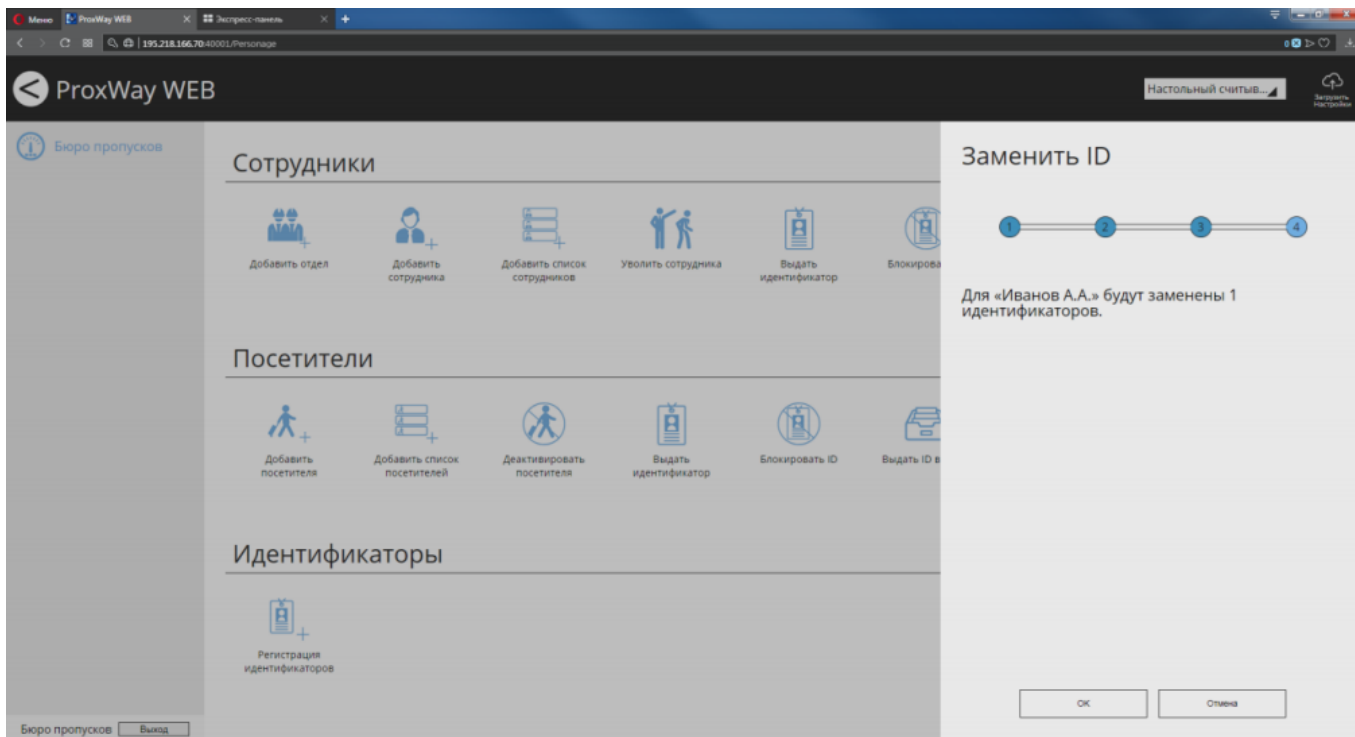 Меню
ProxWay WEB
Экспресс-панель
195.218.166.70:40001/Personage
0
ProxWay WEB
Настольный считыв...
Загрузить
Настройки
Бюро пропусков
Сотрудники
Добавить отдел
Добавить
сотрудника
Добавить список
сотрудников
Уволить сотрудника
Выдать
идентификатор
Блокирова
Посетители
Добавить
посетителя
Добавить список
посетителей
Деактивировать
посетителя
Выдать
идентификатор
Блокировать ID
Выдать ID в
Идентификаторы
Регистрация
идентификаторов
Заменить ID
1
2
3
4
Для «Иванов А.А.» будут заменены 1
идентификаторов.
ОК
Отмена
Бюро пропусков
Выход